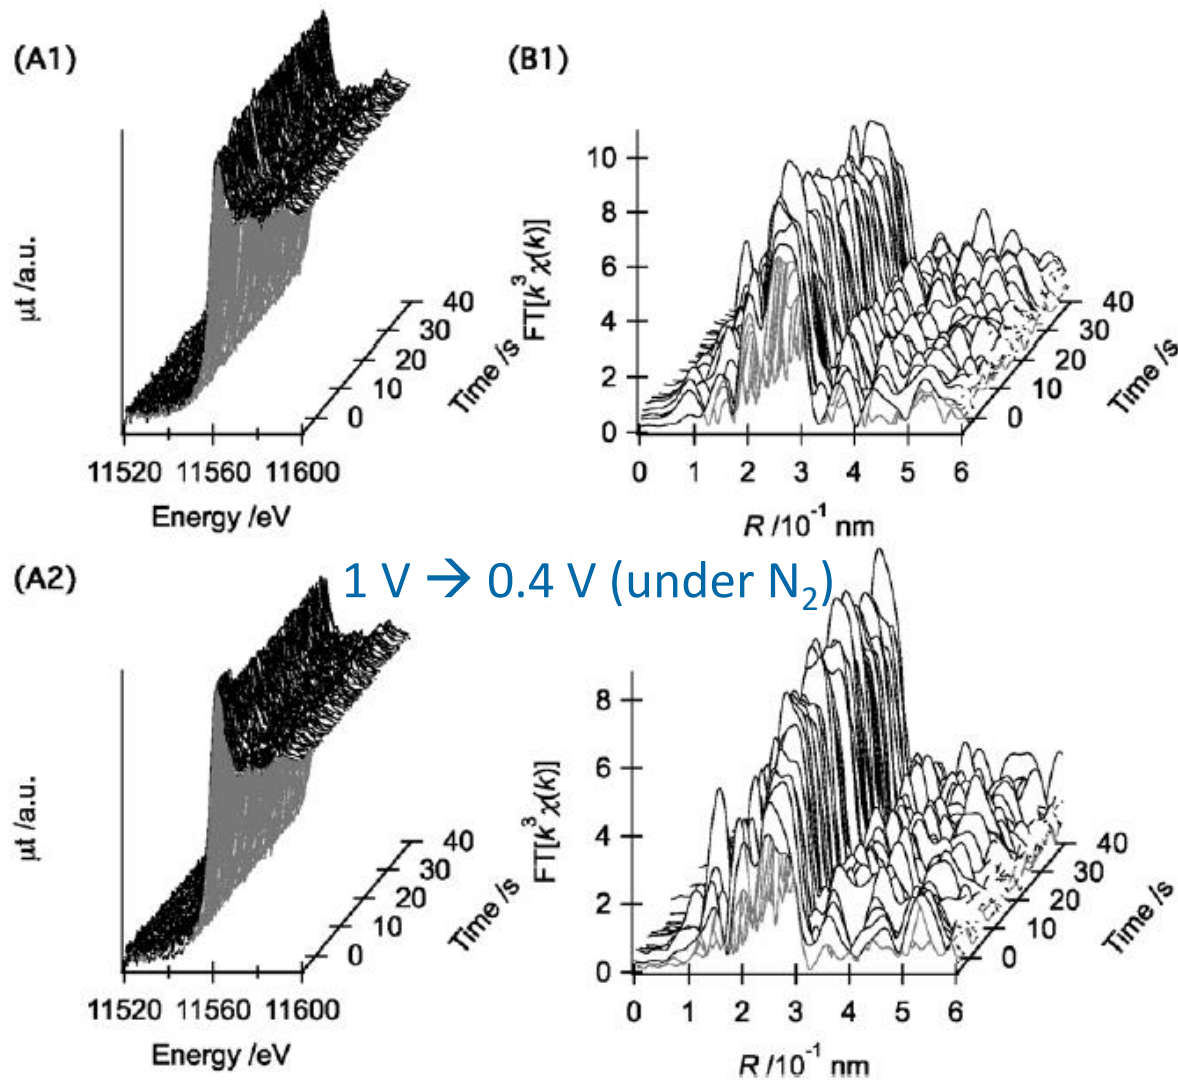 (A1)
μt /a.u.
11520 11560 11600
Energy /eV
0
10
20
30
40
Time /s
(B1)
FT[k³ χ(k)]
10
8
6
4
2
0
0 1 2 3 4 5 6
R /10⁻¹ nm
0
10
20
30
40
Time /s
1 V → 0.4 V (under N₂)
(A2)
μt /a.u.
11520 11560 11600
Energy /eV
0
10
20
30
40
Time /s
FT[k³ χ(k)]
8
6
4
2
0
0 1 2 3 4 5 6
R /10⁻¹ nm
0
10
20
30
40
Time /s